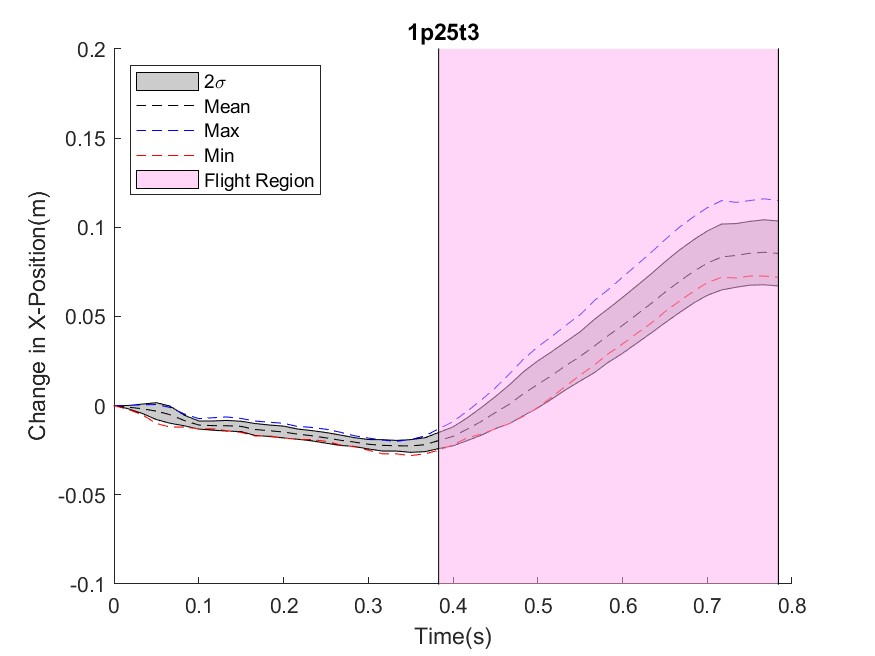 1p25t3
0.2
0.15
0.1
0.05
0
-0.05
-0.1
2σ
Mean
Max
Min
Flight Region
Change in X-Position(m)
0 0.1 0.2 0.3 0.4 0.5 0.6 0.7 0.8
Time(s)